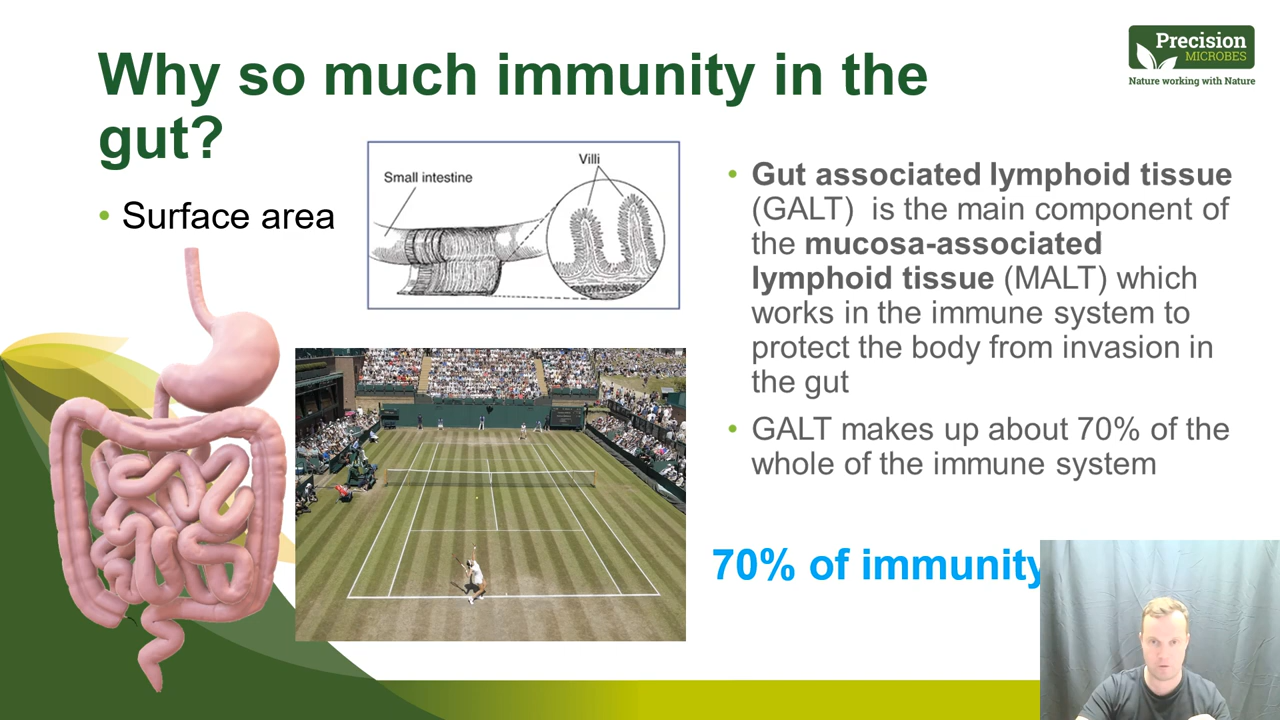 Why so much immunity in the
gut?
Precision
MICROBES
Nature working with Nature
• Surface area
Small intestine
Villi
• Gut associated lymphoid tissue
(GALT)  is the main component of
the mucosa-associated
lymphoid tissue (MALT) which
works in the immune system to
protect the body from invasion in
the gut
• GALT makes up about 70% of the
whole of the immune system
70% of immunity